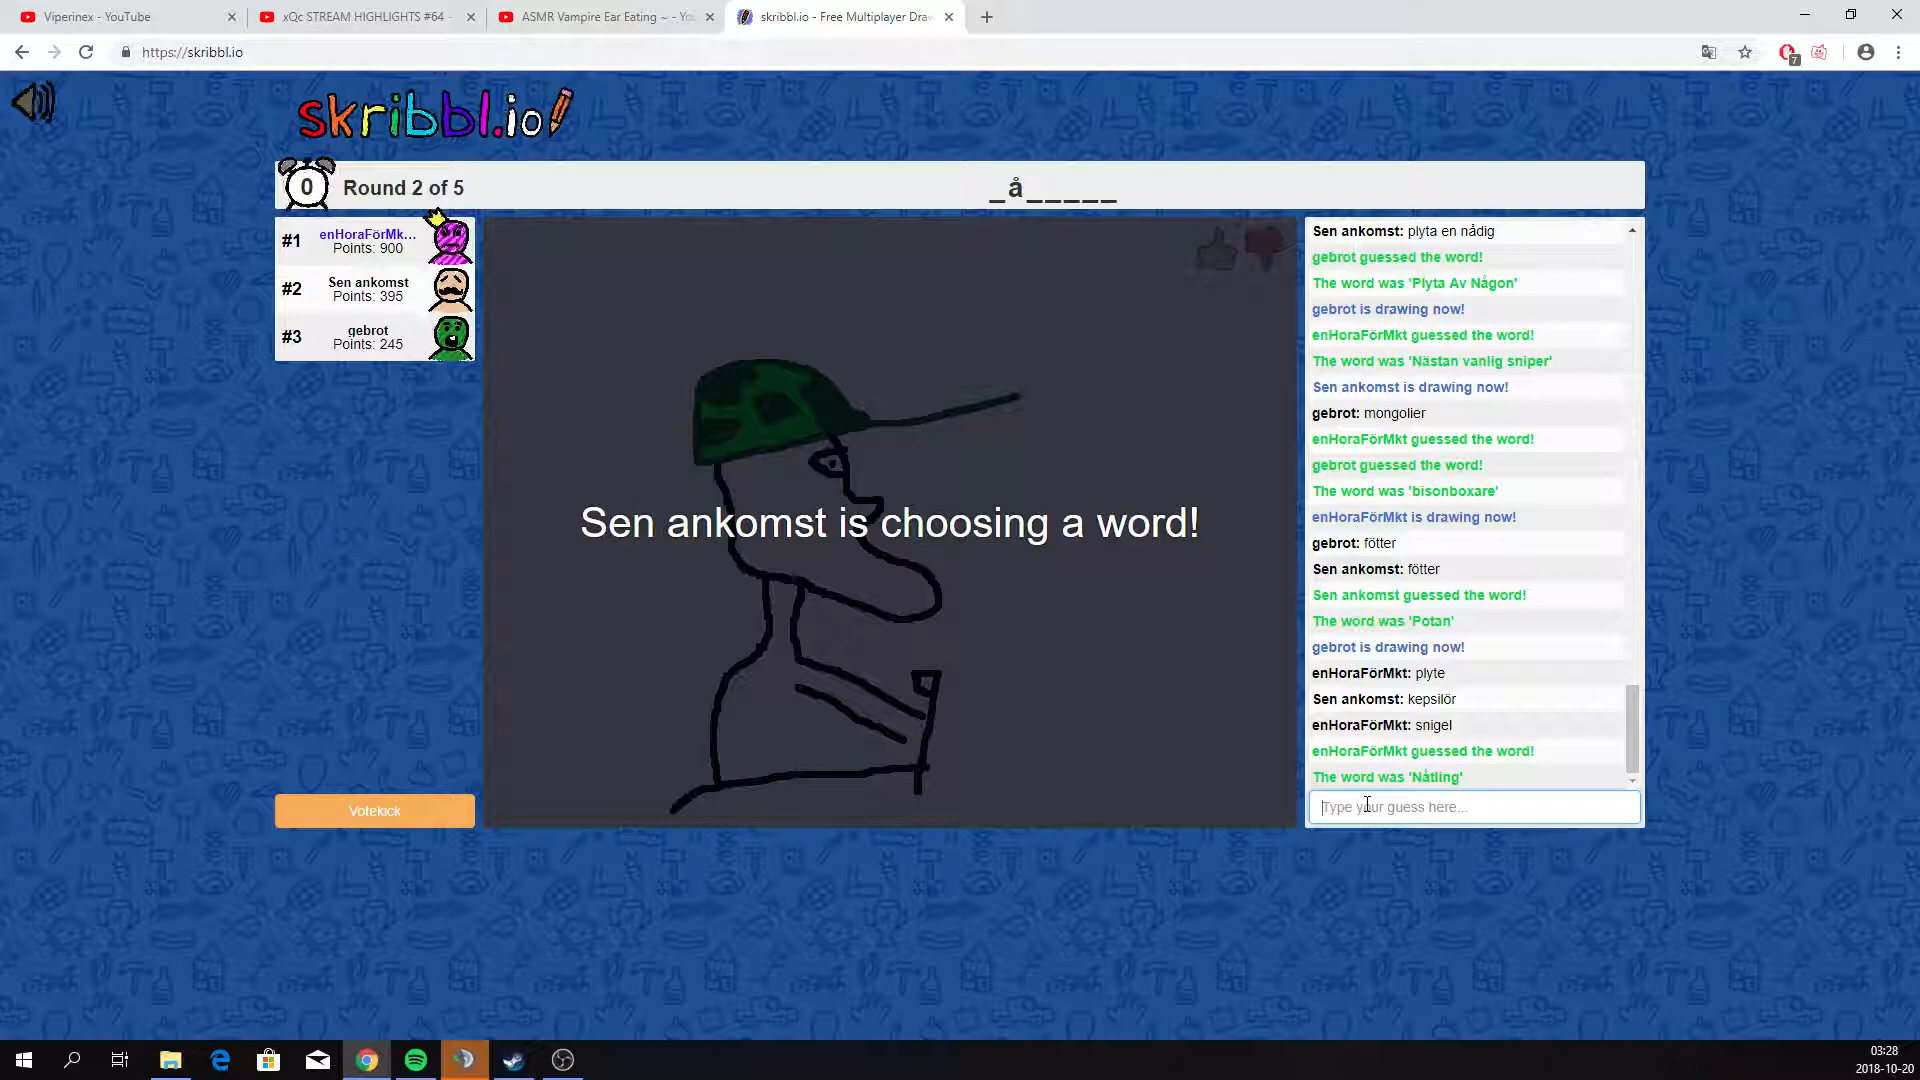 Viperinex - YouTube
xQc STREAM HIGHLIGHTS #64 -
ASMR Vampire Ear Eating ~ - You
skribbl.io - Free Multiplayer Draw
https://skribbl.io
7
skribbl.io
0
Round 2 of 5
_å_____
#1
enHoraFörMk...
Points: 900
#2
Sen ankomst
Points: 395
#3
gebrot
Points: 245
Votekick
Sen ankomst is choosing a word!
Sen ankomst: plyta en nådig
gebrot guessed the word!
The word was 'Plyta Av Någon'
gebrot is drawing now!
enHoraFörMkt guessed the word!
The word was 'Nästan vanlig sniper'
Sen ankomst is drawing now!
gebrot: mongolier
enHoraFörMkt guessed the word!
gebrot guessed the word!
The word was 'bisonboxare'
enHoraFörMkt is drawing now!
gebrot: fötter
Sen ankomst: fötter
Sen ankomst guessed the word!
The word was 'Potan'
gebrot is drawing now!
enHoraFörMkt: plyte
Sen ankomst: kepsilör
enHoraFörMkt: snigel
enHoraFörMkt guessed the word!
The word was 'Nåtling'
Type your guess here...
03:28
2018-10-20